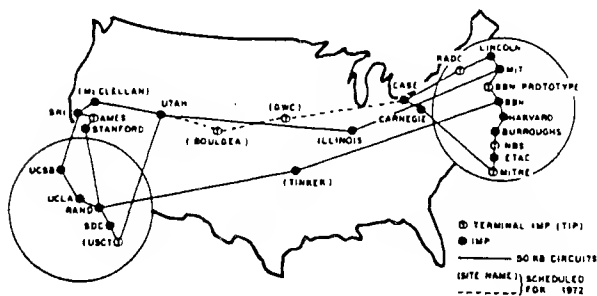 LINCOLN
RADC
MIT
BBN PROTOTYPE
CASE
BBN
(McCLELLAN)
UTAH
(GWC)
HARVARD
SRI
AMES
CARNEGIE
STANFORD
(BOULDER)
(ILLINOIS)
BURROUGHS
NBS
ETAC
UCSB
MITRE
(TINKER)
UCLA
RAND
SDC
(USCT)
TERMINAL IMP (TIP)
IMP
50 KB CIRCUITS
(SITE NAME) } SCHEDULED
FOR 1972